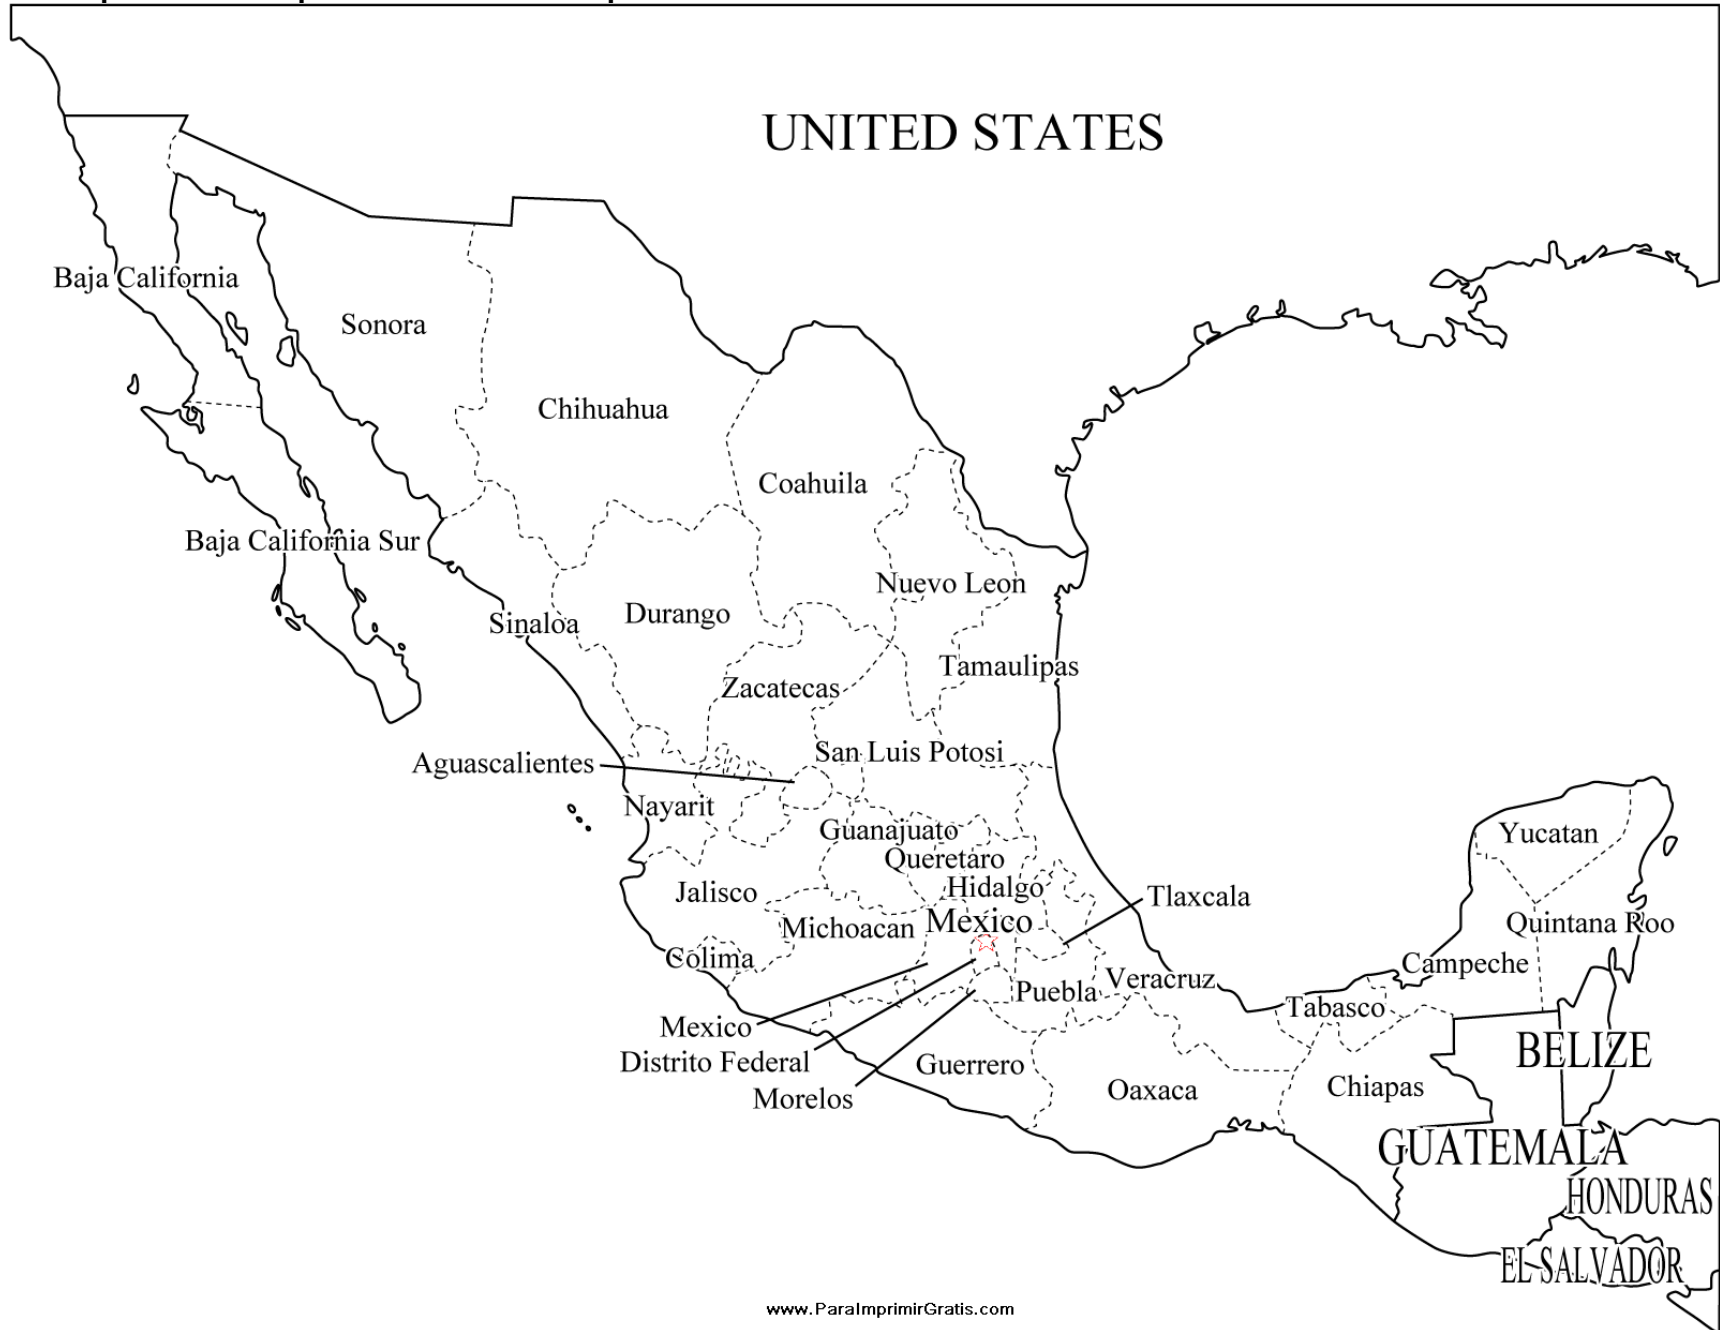 UNITED STATES
Baja California
Sonora
Chihuahua
Coahuila
Baja California Sur
Nuevo Leon
Durango
Sinaloa
Tamaulipas
Zacatecas
San Luis Potosi
Aguascalientes
Nayarit
Guanajuato
Yucatan
Queretaro
Hidalgo
Jalisco
Tlaxcala
Mexico
Michoacan
Quintana Roo
Colima
Campeche
Veracruz
Puebla
Tabasco
Mexico
Distrito Federal
Guerrero
BELIZE
Morelos
Oaxaca
Chiapas
GUATEMALA
HONDURAS
EL SALVADOR
www.ParaImprimirGratis.com